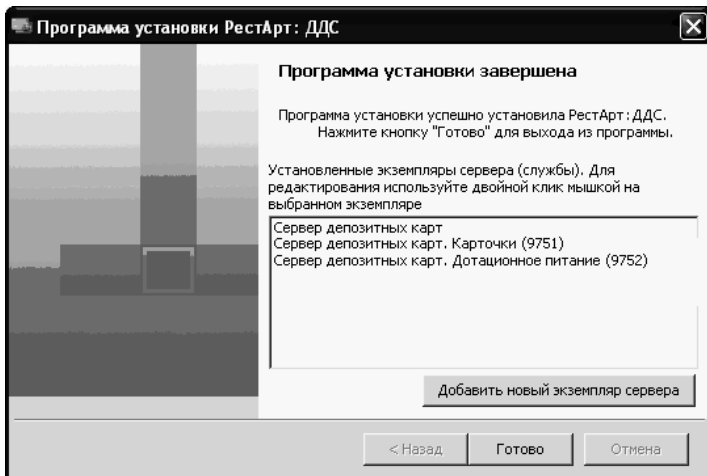 Программа установки РестАрт: ДДС
Программа установки завершена
Программа установки успешно установила РестАрт: ДДС.
Нажмите кнопку "Готово" для выхода из программы.
Установленные экземпляры сервера (службы). Для
редактирования используйте двойной клик мышкой на
выбранном экземпляре
Сервер депозитных карт
Сервер депозитных карт. Карточки (9751)
Сервер депозитных карт. Дотационное питание (9752)
Добавить новый экземпляр сервера
< Назад
Готово
Отмена